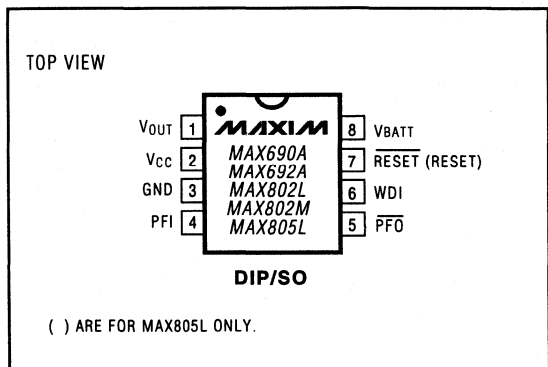 TOP VIEW
VOUT 1 MAXIM 8 VBATT
VCC 2 MAX690A 7 RESET (RESET)
MAX692A
GND 3 MAX802L 6 WDI
MAX802M
PFI 4 MAX805L 5 PFO
DIP/SO
( ) ARE FOR MAX805L ONLY.